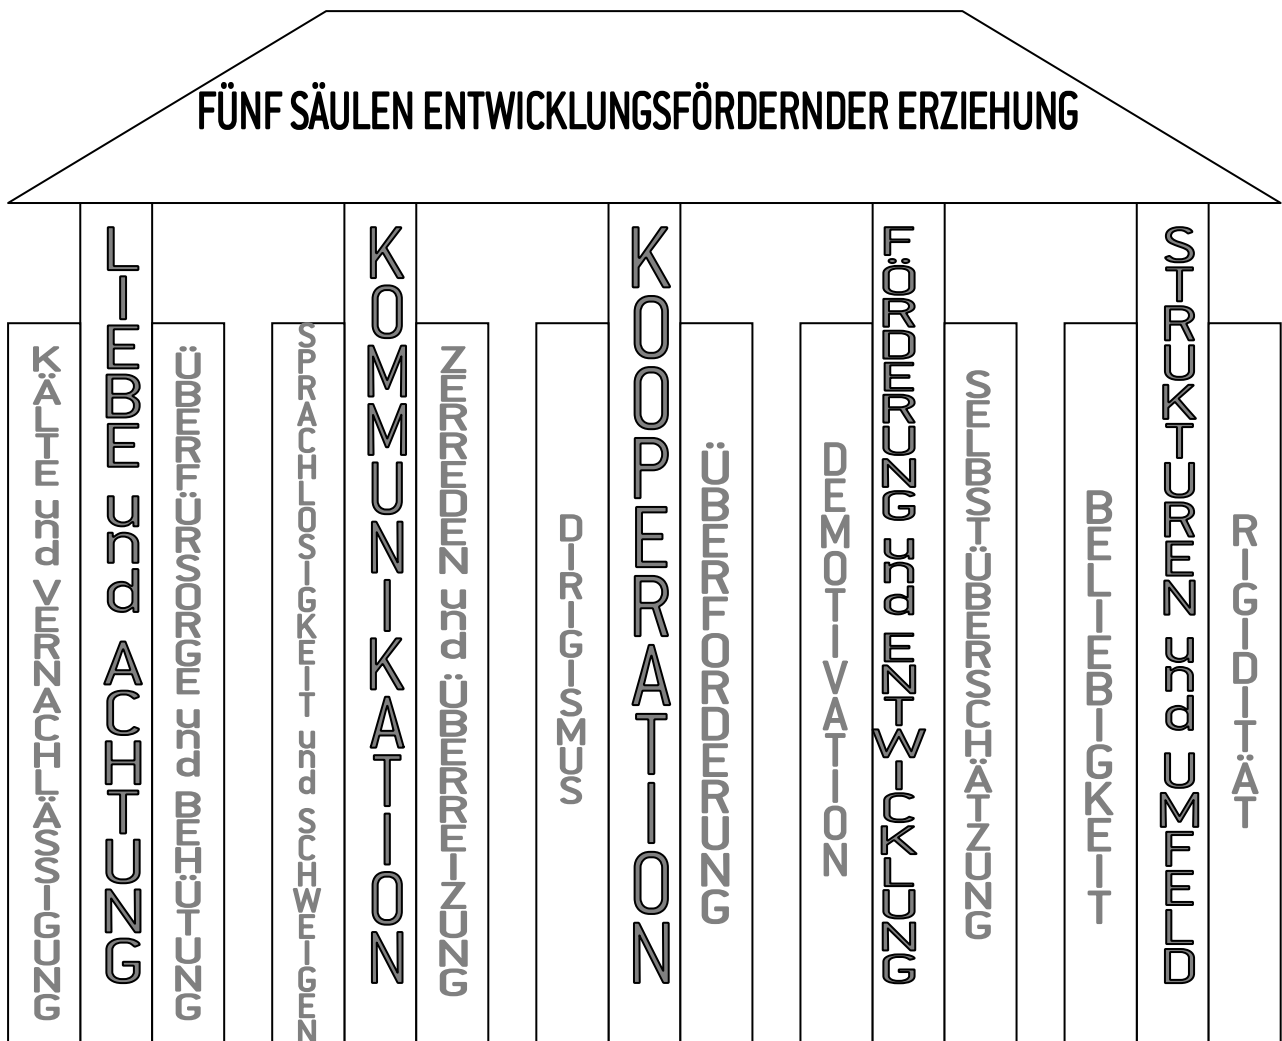 FÜNF SÄULEN ENTWICKLUNGSFÖRDERNDER ERZIEHUNG
KÄLTE und VERNACHLÄSSIGUNG
LIEBE und ACHTUNG
ÜBERFÜRSORGE und BEHÜTUNG
SPRACHLOSIGKEIT und SCHWEIGEN
KOMMUNIKATION
ZERREDEN und ÜBERREIZUNG
DIRIGISMUS
KOOPERATION
ÜBERFORDERUNG
DEMOTIVATION
FÖRDERUNG und ENTWICKLUNG
SELBSTÜBERSCHÄTZUNG
BELIEBIGKEIT
STRUKTUREN und UMFELD
RIGIDITÄT